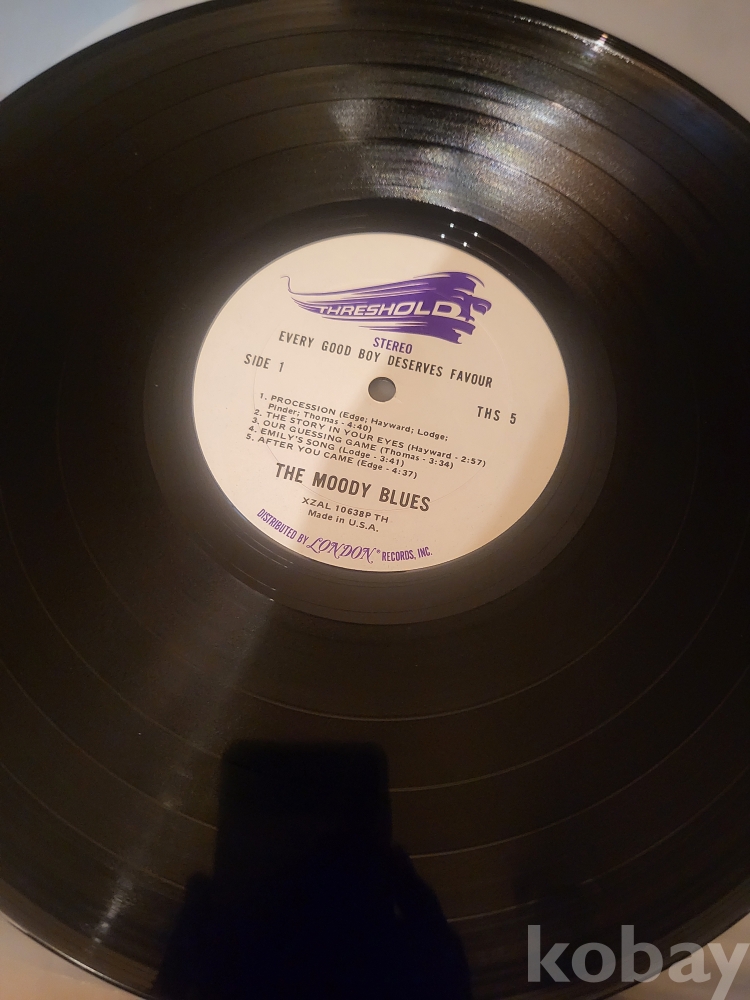 THRESHOLD
STEREO
EVERY GOOD BOY DESERVES FAVOUR
SIDE 1
THS 5
1. PROCESSION (Edge; Hayward; Lodge;
Pinder; Thomas - 4:40)
2. THE STORY IN YOUR EYES (Hayward - 2:57)
3. OUR GUESSING GAME (Thomas - 3:34)
4. EMILY'S SONG (Lodge - 3:41)
5. AFTER YOU CAME (Edge - 4:37)
THE MOODY BLUES
XZAL 10638P TH
Made in U.S.A.
DISTRIBUTED BY LONDON® RECORDS, INC.
kobay